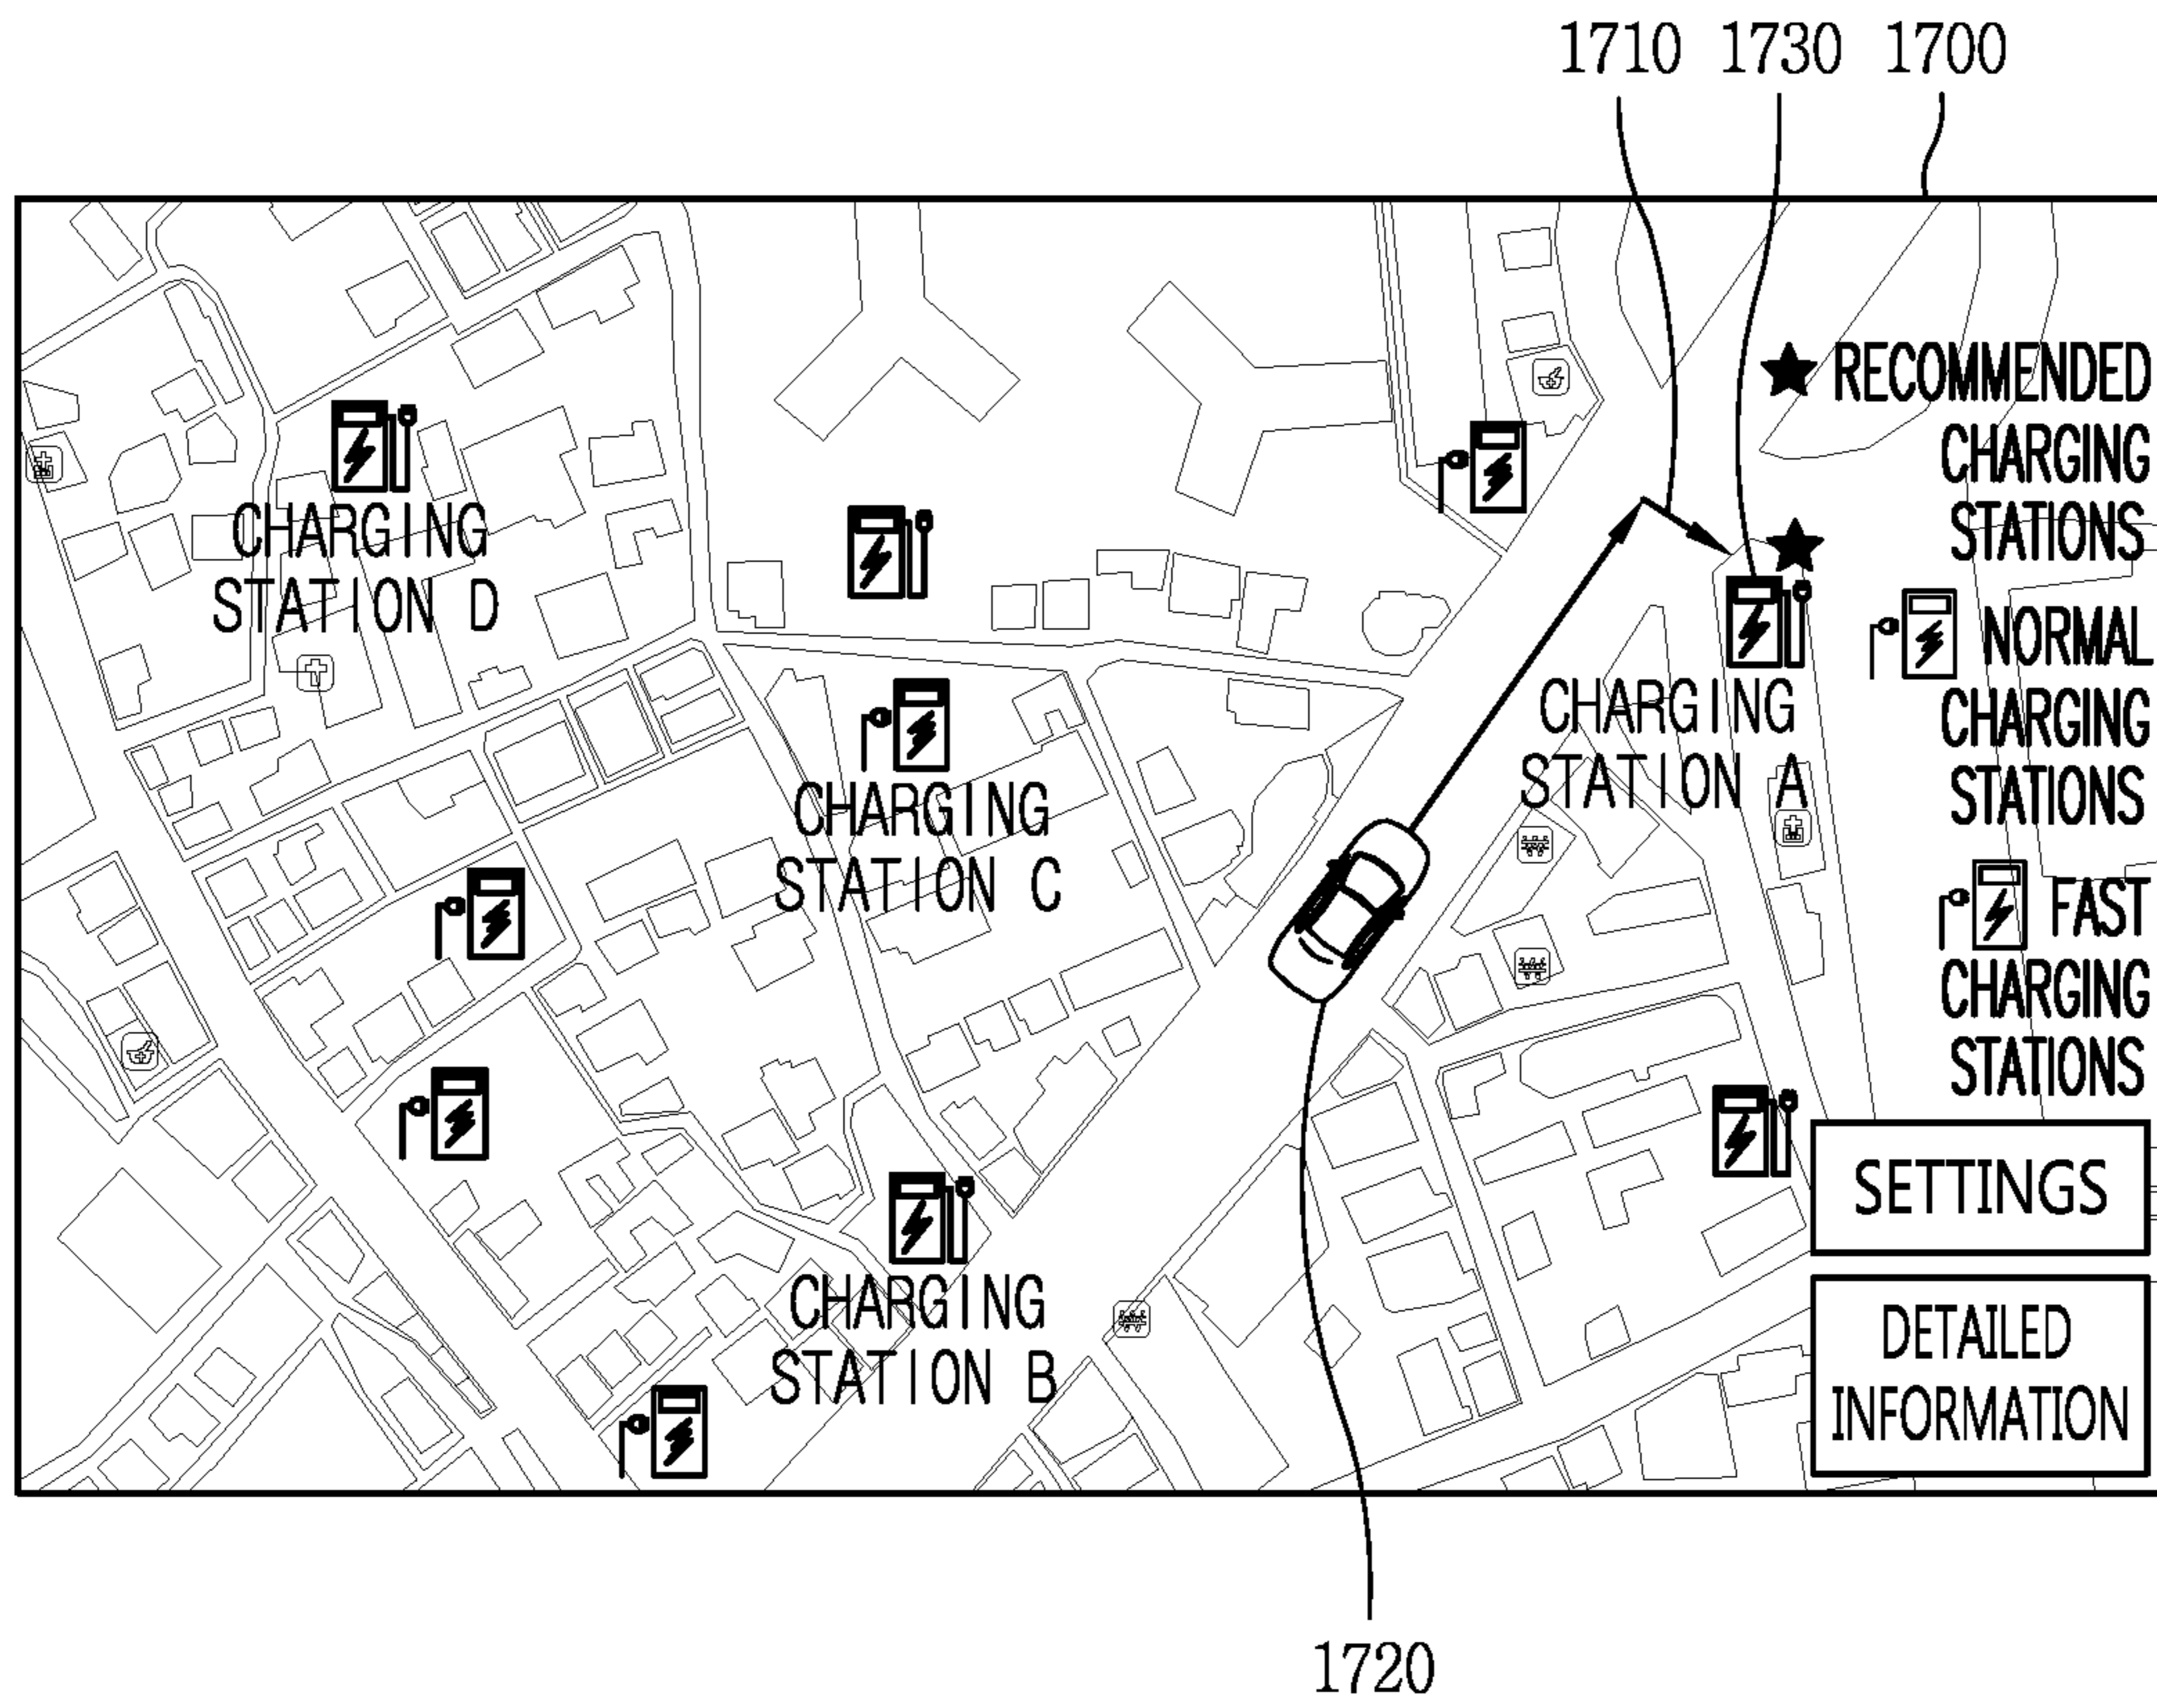 1710 1730 1700
RECOMMENDED
CHARGING
STATIONS
NORMAL
CHARGING
STATIONS
FAST
CHARGING
STATIONS
SETTINGS
DETAILED
INFORMATION
CHARGING
STATION D
CHARGING
STATION A
CHARGING
STATION C
CHARGING
STATION B
1720